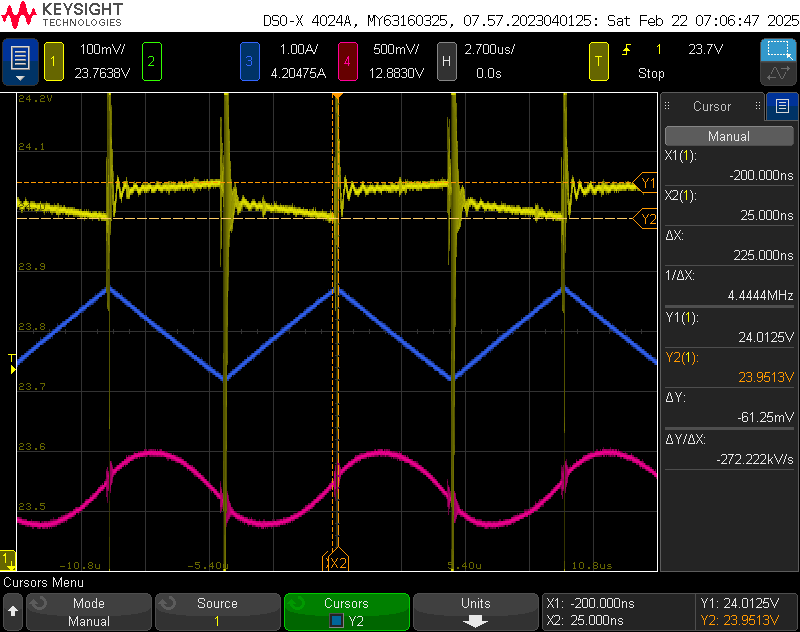 KEYSIGHT
TECHNOLOGIES
DSO-X 4024A, MY63160325, 07.57.2023040125: Sat Feb 22 07:06:47 2025
1 100mV/ 23.7638V
2
3 1.00A/ 4.20475A
4 500mV/ 12.8830V
H 2.700us/ 0.0s
T 1 23.7V
Stop
24.2V
24.1
23.9
23.8
23.7
23.6
23.5
T
1
-10.8u
-5.40u
5.40u
10.8us
Y1
Y2
X2
Cursor
Manual
X1(1):
-200.000ns
X2(1):
25.000ns
ΔX:
225.000ns
1/ΔX:
4.4444MHz
Y1(1):
24.0125V
Y2(1):
23.9513V
ΔY:
-61.25mV
ΔY/ΔX:
-272.222kV/s
Cursors Menu
Mode
Manual
Source
1
Cursors
Y2
Units
X1: -200.000ns
X2: 25.000ns
Y1: 24.0125V
Y2: 23.9513V